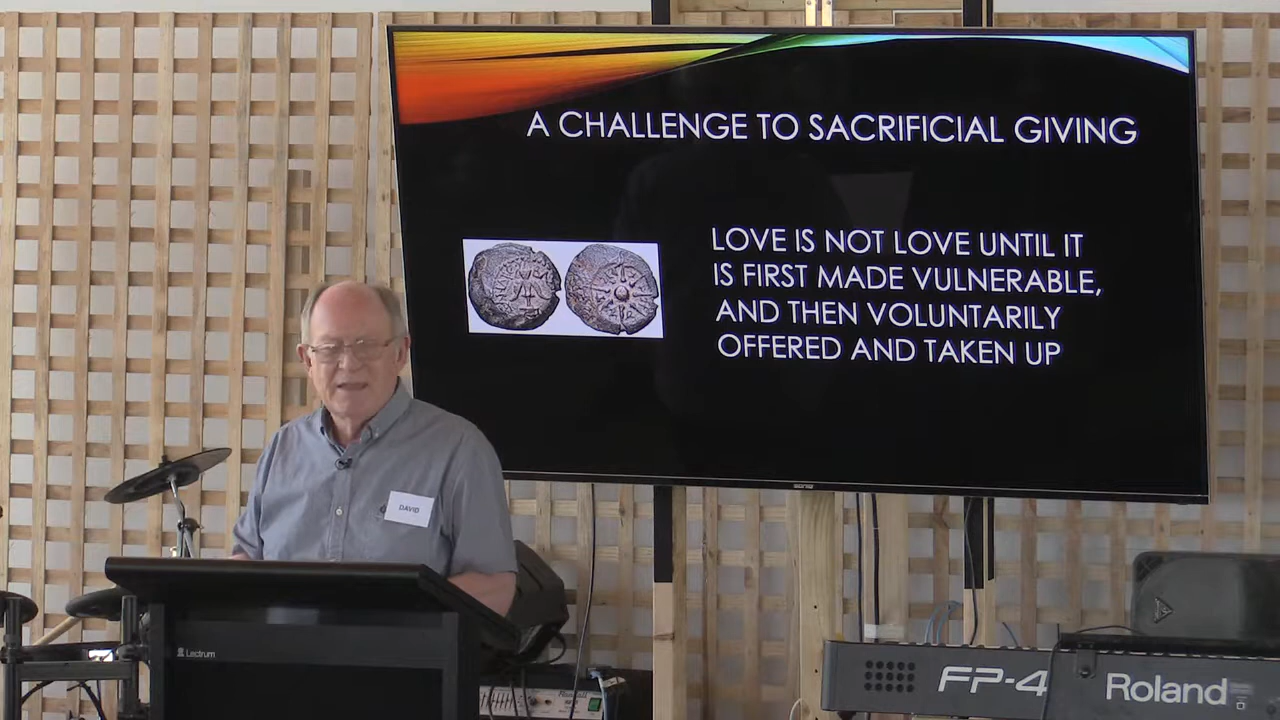 A CHALLENGE TO SACRIFICIAL GIVING
LOVE IS NOT LOVE UNTIL IT
IS FIRST MADE VULNERABLE,
AND THEN VOLUNTARILY
OFFERED AND TAKEN UP
DAVID
Lectrum
FP-4
Roland